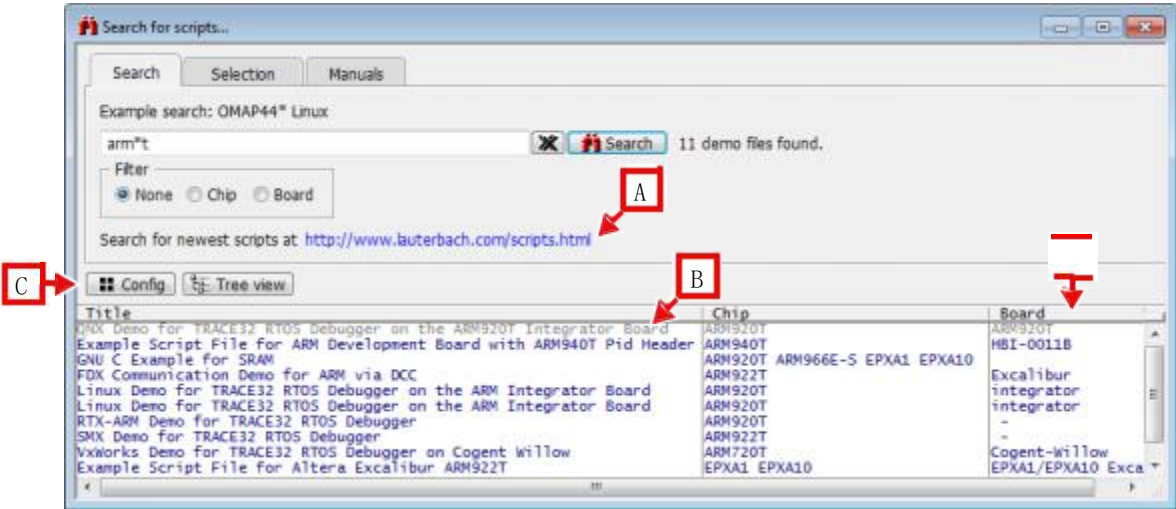 Search for scripts...
Search Selection Manuals
Example search: OMAP44* Linux
arm*t Search 11 demo files found.
Filter
None Chip Board
A
Search for newest scripts at http://www.lauterbach.com/scripts.html
C Config Tree view B
Title Chip Board
QNX Demo for TRACE32 RTOS Debugger on the ARM920T Integrator Board ARM920T ARM920T
Example Script File for ARM Development Board with ARM940T Pid Header ARM940T HBI-0011B
GNU C Example for SRAM ARM920T ARM966E-S EPXA1 EPXA10
FDX Communication Demo for ARM via DCC ARM922T Excalibur
Linux Demo for TRACE32 RTOS Debugger on the ARM Integrator Board ARM920T integrator
Linux Demo for TRACE32 RTOS Debugger on the ARM Integrator Board ARM920T integrator
RTX-ARM Demo for TRACE32 RTOS Debugger ARM920T -
SMX Demo for TRACE32 RTOS Debugger ARM922T -
VxWorks Demo for TRACE32 RTOS Debugger on Cogent Willow ARM720T Cogent-Willow
Example Script File for Altera Excalibur ARM922T EPXA1 EPXA10 EPXA1/EPXA10 Exca